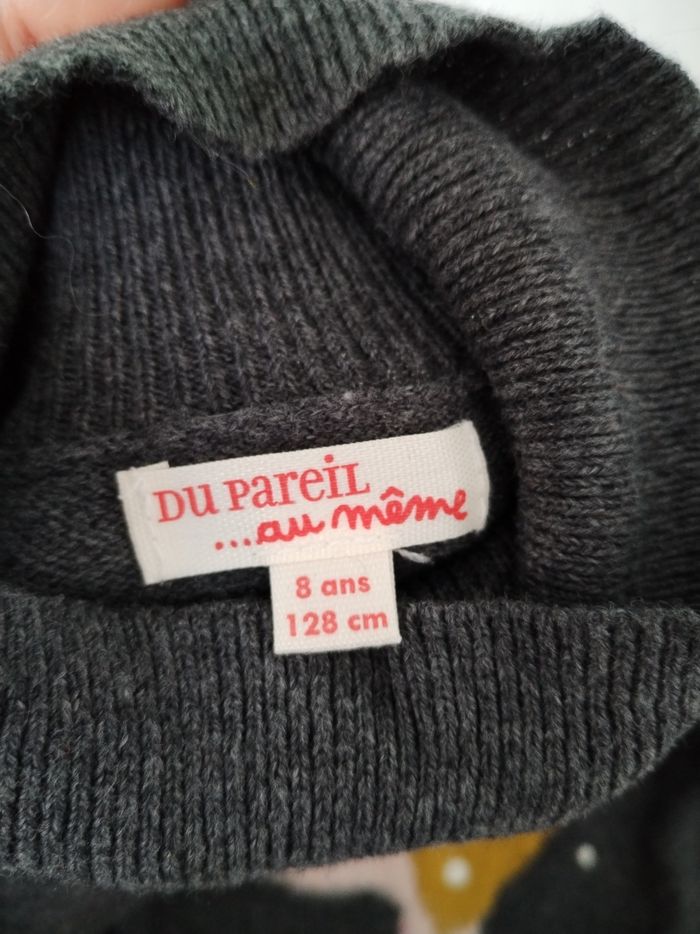 DU PareiL
...au même
8 ans
128 cm